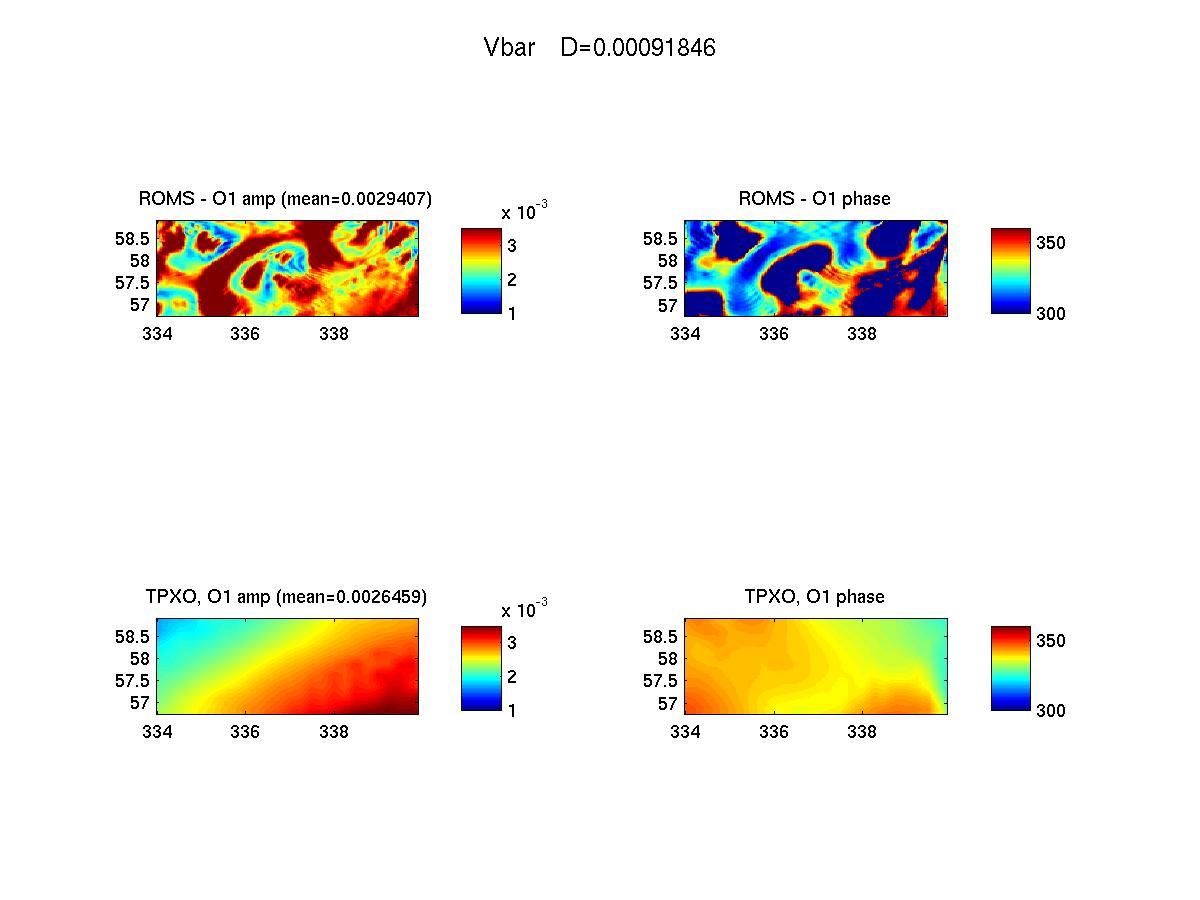 Vbar D=0.00091846
ROMS - O1 amp (mean=0.0029407)
x 10^-3
58.5
58
57.5
57
334 336 338
3
2
1
ROMS - O1 phase
58.5
58
57.5
57
334 336 338
350
300
TPXO, O1 amp (mean=0.0026459)
x 10^-3
58.5
58
57.5
57
334 336 338
3
2
1
TPXO, O1 phase
58.5
58
57.5
57
334 336 338
350
300